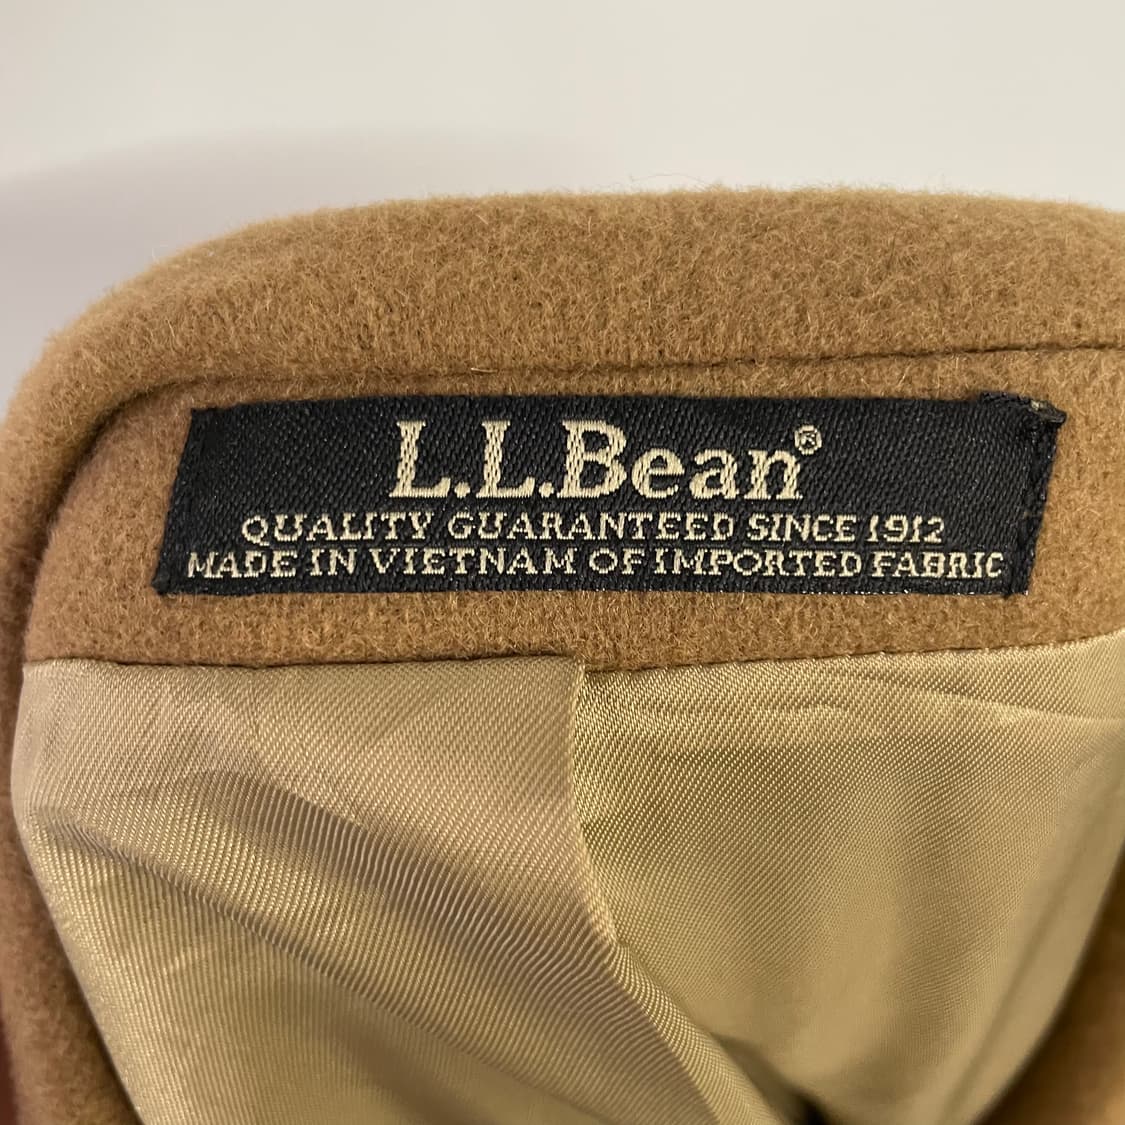 L.L.Bean®
QUALITY GUARANTEED SINCE 1912
MADE IN VIETNAM OF IMPORTED FABRIC